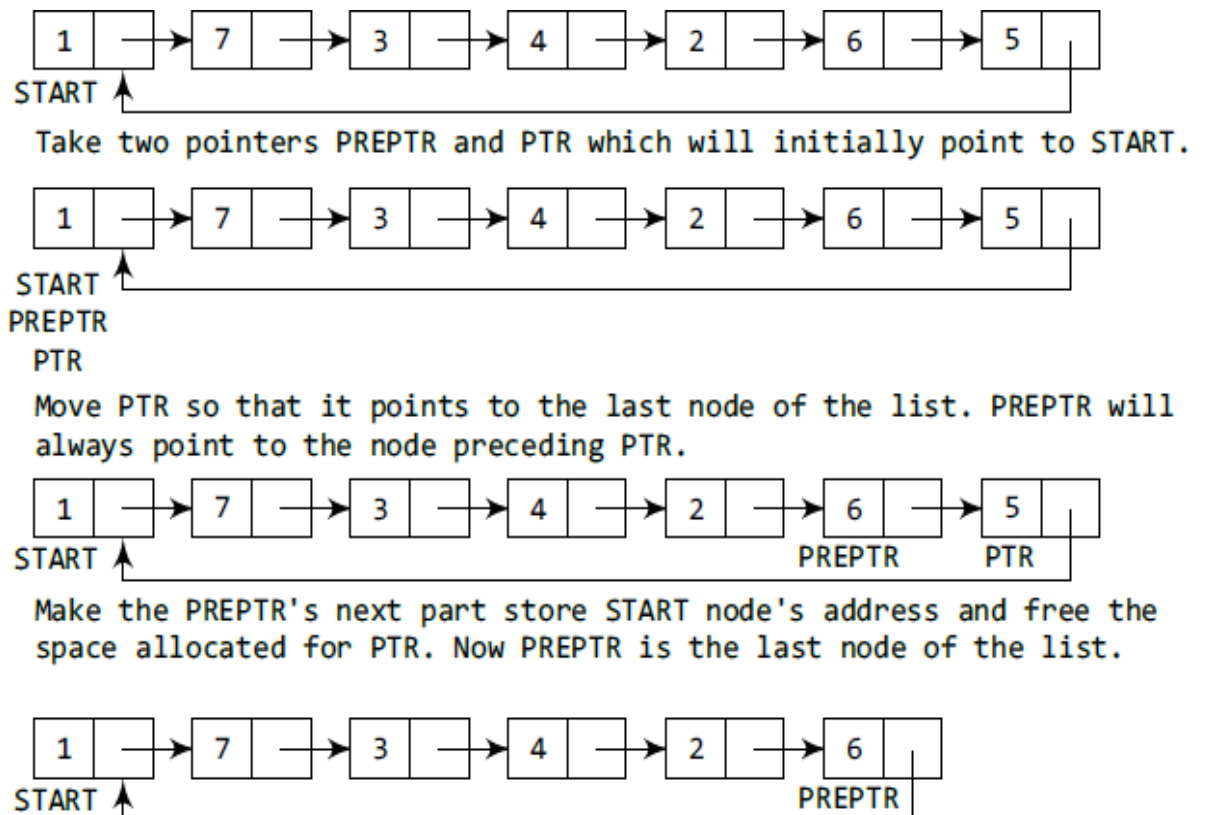 1 7 3 4 2 6 5
START
Take two pointers PREPTR and PTR which will initially point to START.
1 7 3 4 2 6 5
START
PREPTR
PTR
Move PTR so that it points to the last node of the list. PREPTR will
always point to the node preceding PTR.
1 7 3 4 2 6 5
START PREPTR PTR
Make the PREPTR's next part store START node's address and free the
space allocated for PTR. Now PREPTR is the last node of the list.
1 7 3 4 2 6
START PREPTR